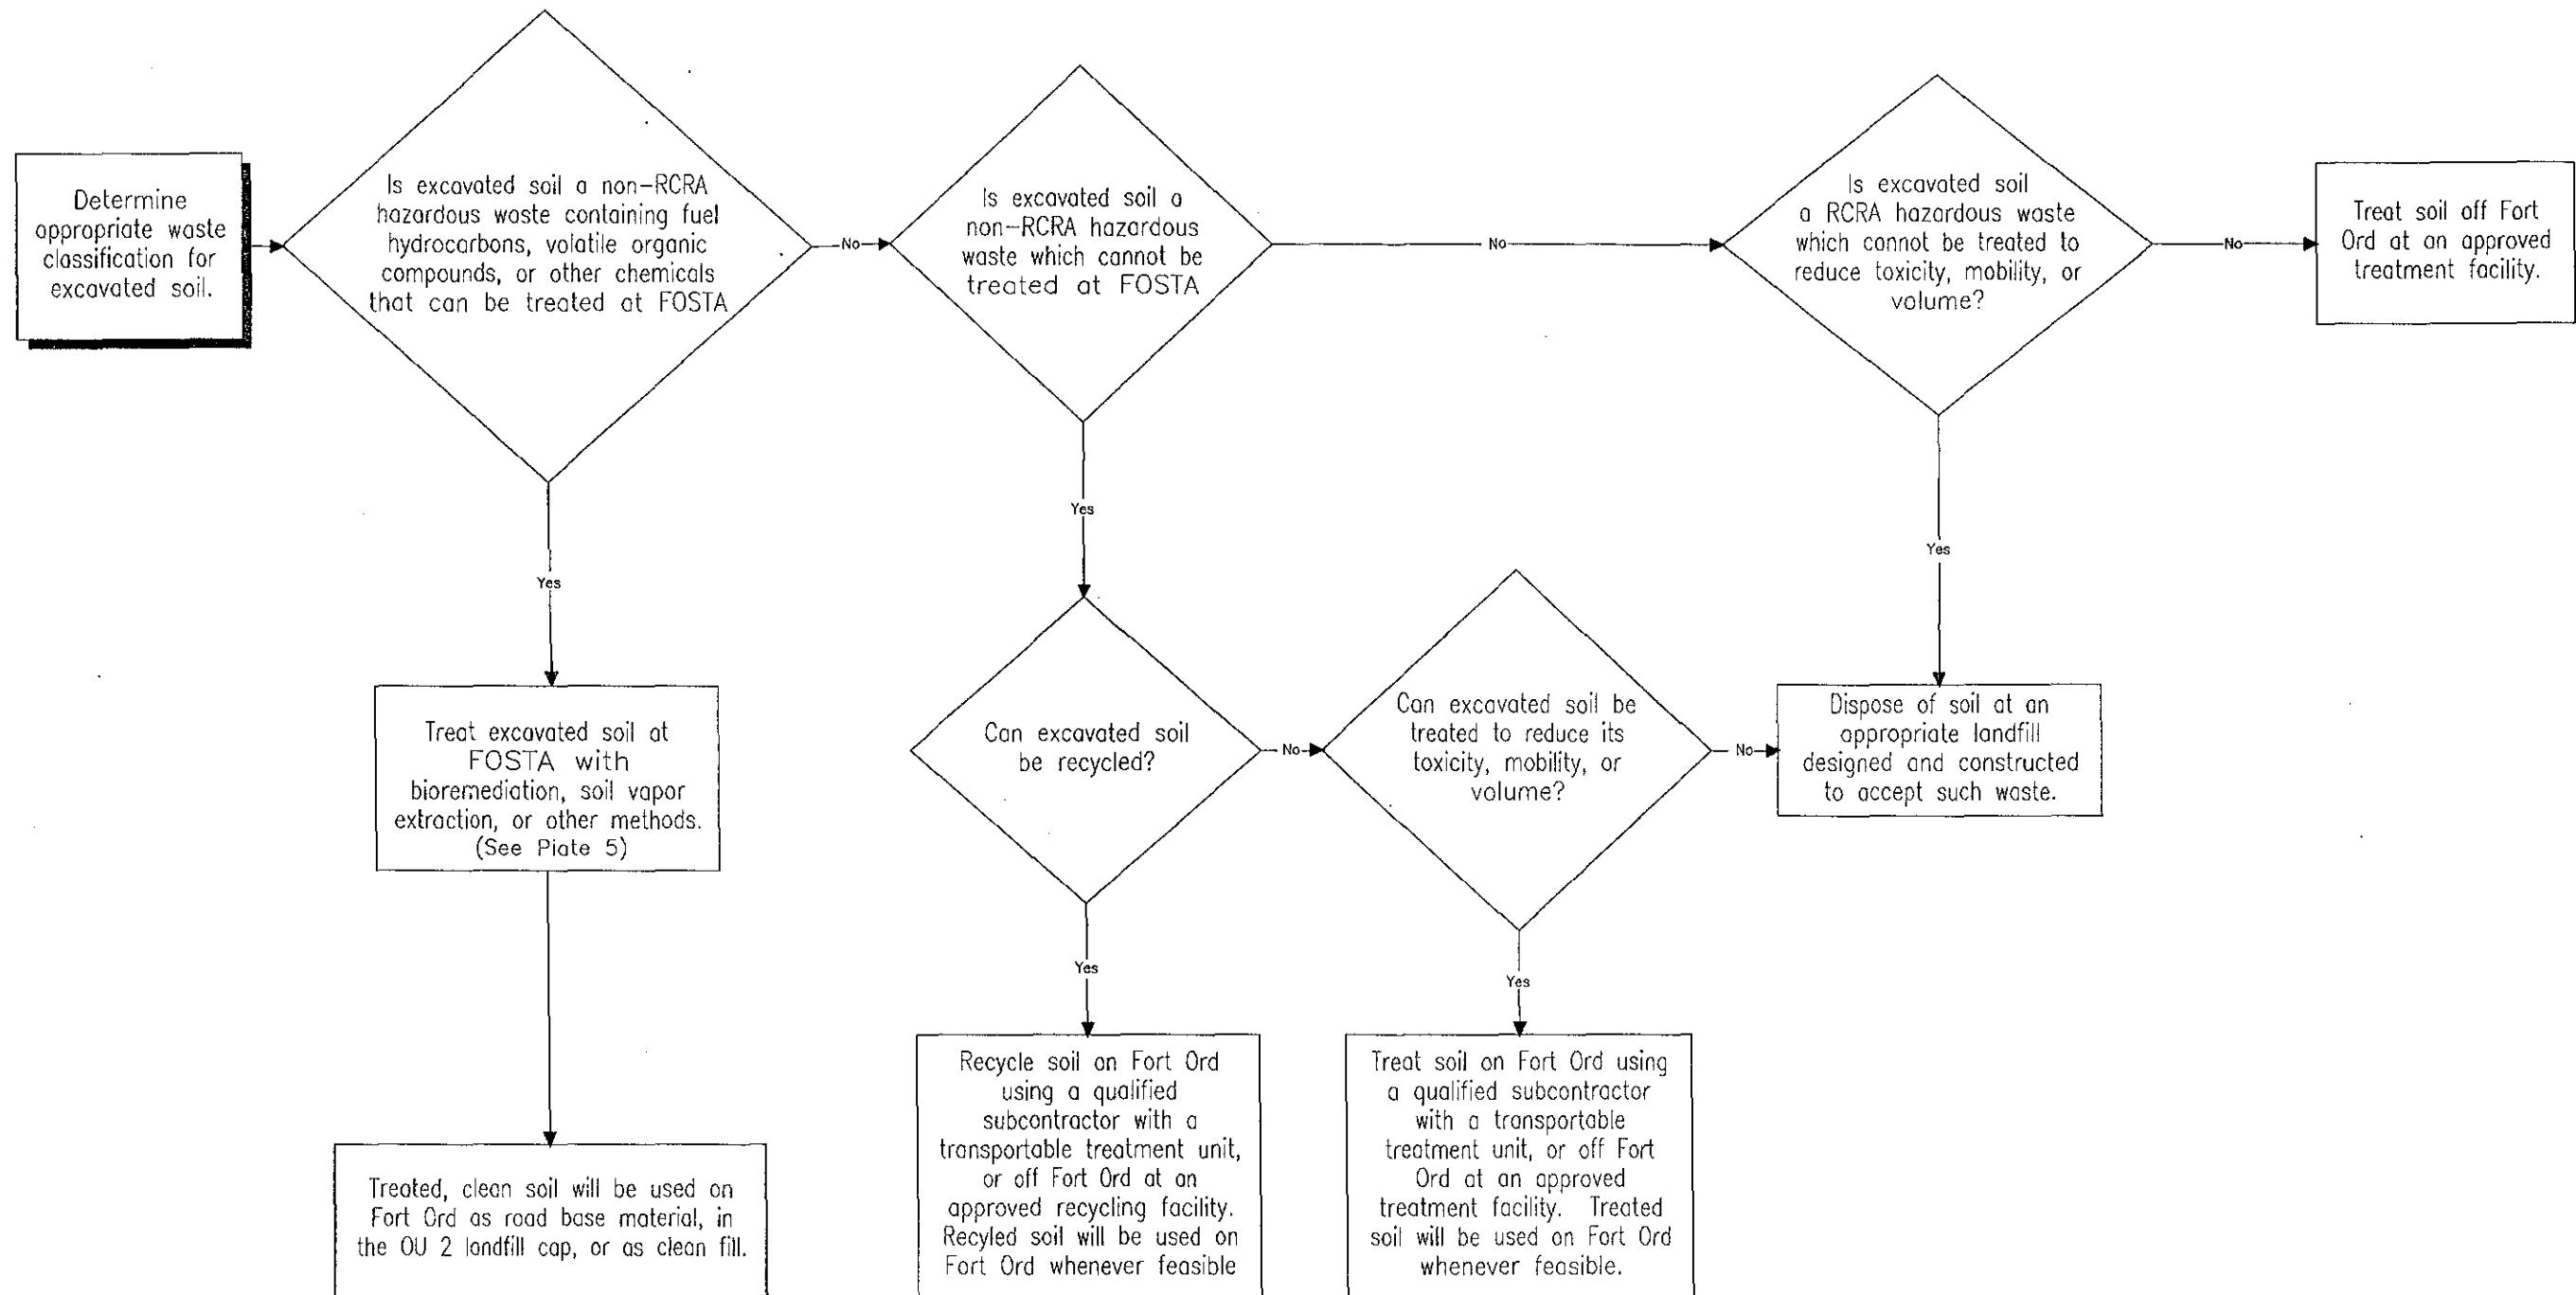 Determine
appropriate waste
classification for
excavated soil.
Is excavated soil a non-RCRA
hazardous waste containing fuel
hydrocarbons, volatile organic
compounds, or other chemicals
that can be treated at FOSTA
No
Is excavated soil a
non-RCRA hazardous
waste which cannot be
treated at FOSTA
No
Is excavated soil
a RCRA hazardous waste
which cannot be treated to
reduce toxicity, mobility, or
volume?
No
Treat soil off Fort
Ord at an approved
treatment facility.
Yes
Yes
Yes
Treat excavated soil at
FOSTA with
bioremediation, soil vapor
extraction, or other methods.
(See Plate 5)
Can excavated soil
be recycled?
No
Can excavated soil be
treated to reduce its
toxicity, mobility, or
volume?
No
Dispose of soil at an
appropriate landfill
designed and constructed
to accept such waste.
Yes
Yes
Treated, clean soil will be used on
Fort Ord as road base material, in
the OU 2 landfill cap, or as clean fill.
Recycle soil on Fort Ord
using a qualified
subcontractor with a
transportable treatment unit,
or off Fort Ord at an
approved recycling facility.
Recyled soil will be used on
Fort Ord whenever feasible
Treat soil on Fort Ord using
a qualified subcontractor
with a transportable
treatment unit, or off Fort
Ord at an approved
treatment facility. Treated
soil will be used on Fort Ord
whenever feasible.